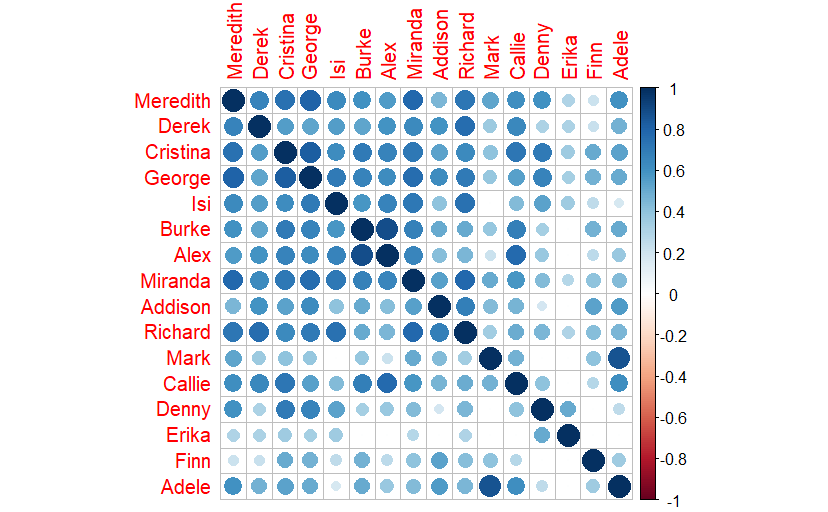 Meredith
Derek
Cristina
George
Isi
Burke
Alex
Miranda
Addison
Richard
Mark
Callie
Denny
Erika
Finn
Adele
Meredith
Derek
Cristina
George
Isi
Burke
Alex
Miranda
Addison
Richard
Mark
Callie
Denny
Erika
Finn
Adele
1
0.8
0.6
0.4
0.2
0
-0.2
-0.4
-0.6
-0.8
-1